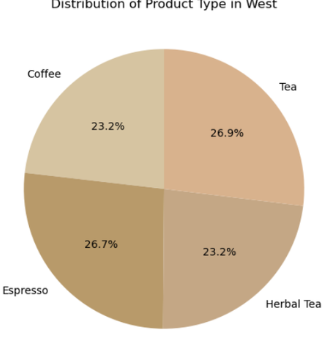 Distribution of Product Type in West
Coffee
Tea
23.2%
26.9%
26.7%
23.2%
Espresso
Herbal Tea